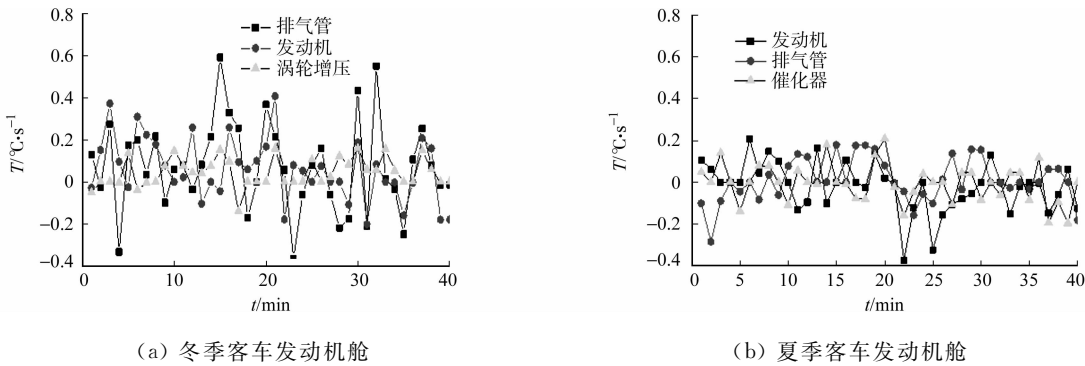 0.8
0.6
0.4
0.2
0
−0.2
−0.4
T/℃·s⁻¹
排气管
发动机
涡轮增压
0 10 20 30 40
t/min
(a) 冬季客车发动机舱
0.8
0.6
0.4
0.2
0
−0.2
−0.4
T/℃·s⁻¹
发动机
排气管
催化器
0 5 10 15 20 25 30 35 40
t/min
(b) 夏季客车发动机舱